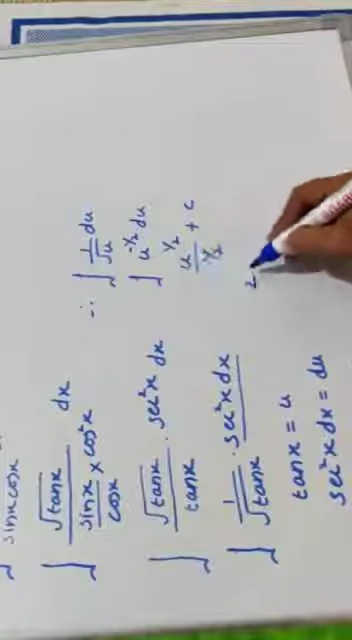 ∫ sinx cosx
∫ √tanx / (sinx/cosx × cos²x) dx
∫ √tanx / tanx · sec²x dx
∫ 1/√tanx · sec²x dx
tanx = u
sec²x dx = du
∴ ∫ 1/√u du
∫ u^(-1/2) du
u^(1/2) / (1/2) + c
2